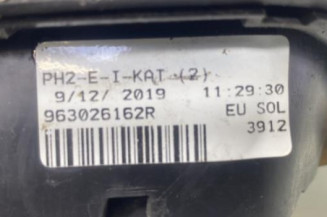 PH2-E-I-KAT (2)
9/12/ 2019 11:29:30
963026162R EU SOL
3912